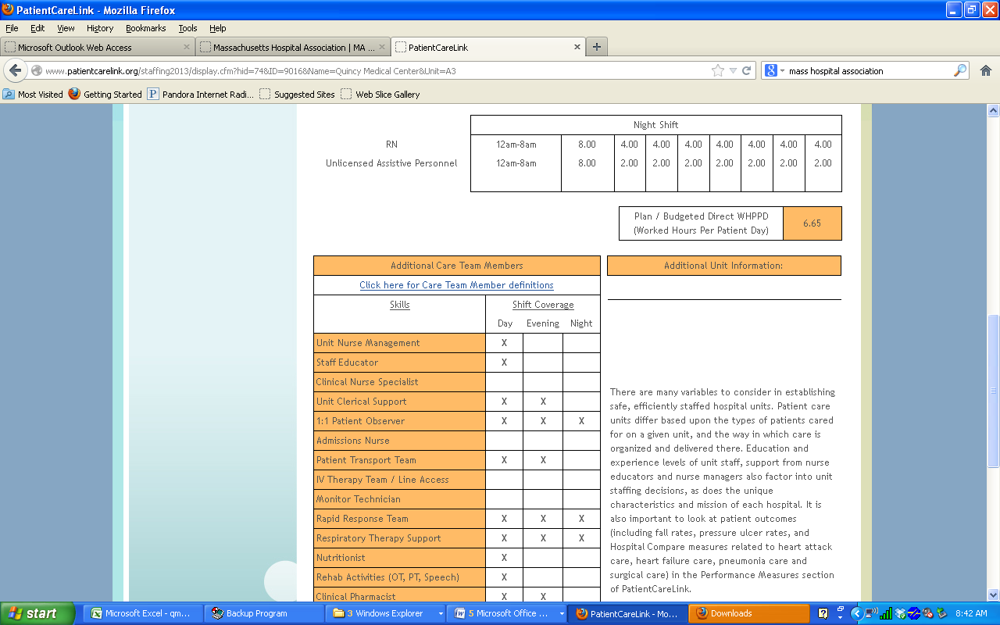 PatientCareLink - Mozilla Firefox
File Edit View History Bookmarks Tools Help
Microsoft Outlook Web Access
Massachusetts Hospital Association | MA ...
PatientCareLink
www.patientcarelink.org/staffing2013/display.cfm?hid=74&ID=9016&Name=Quincy Medical Center&Unit=A3
mass hospital association
Most Visited Getting Started Pandora Internet Radi... Suggested Sites Web Slice Gallery
Night Shift
RN 12am-8am 8.00 4.00 4.00 4.00 4.00 4.00 4.00 4.00
Unlicensed Assistive Personnel 12am-8am 8.00 2.00 2.00 2.00 2.00 2.00 2.00 2.00
Plan / Budgeted Direct WHPPD
(Worked Hours Per Patient Day)
6.65
Additional Care Team Members
Click here for Care Team Member definitions
Skills Shift Coverage
Day Evening Night
Unit Nurse Management X
Staff Educator X
Clinical Nurse Specialist
Unit Clerical Support X X
1:1 Patient Observer X X X
Admissions Nurse
Patient Transport Team X X
IV Therapy Team / Line Access
Monitor Technician
Rapid Response Team X X X
Respiratory Therapy Support X X X
Nutritionist X
Rehab Activities (OT, PT, Speech) X
Clinical Pharmacist X X
Additional Unit Information:
There are many variables to consider in establishing
safe, efficiently staffed hospital units. Patient care
units differ based upon the types of patients cared
for on a given unit, and the way in which care is
organized and delivered there. Education and
experience levels of unit staff, support from nurse
educators and nurse managers also factor into unit
staffing decisions, as does the unique
characteristics and mission of each hospital. It is
also important to look at patient outcomes
(including fall rates, pressure ulcer rates, and
Hospital Compare measures related to heart attack
care, heart failure care, pneumonia care and
surgical care) in the Performance Measures section
of PatientCareLink.
start
Microsoft Excel - qm...
Backup Program
3 Windows Explorer
5 Microsoft Office ...
PatientCareLink - Mo...
Downloads
8:42 AM